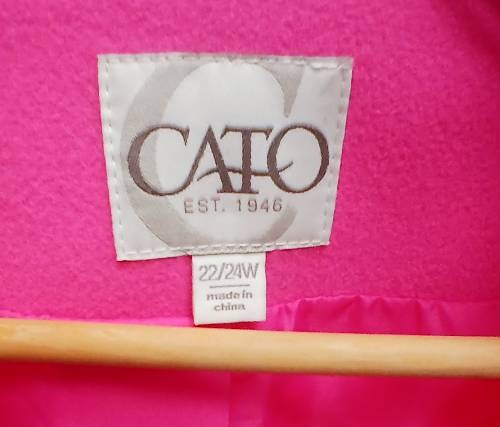 CATO
EST. 1946
22/24W
made in
china